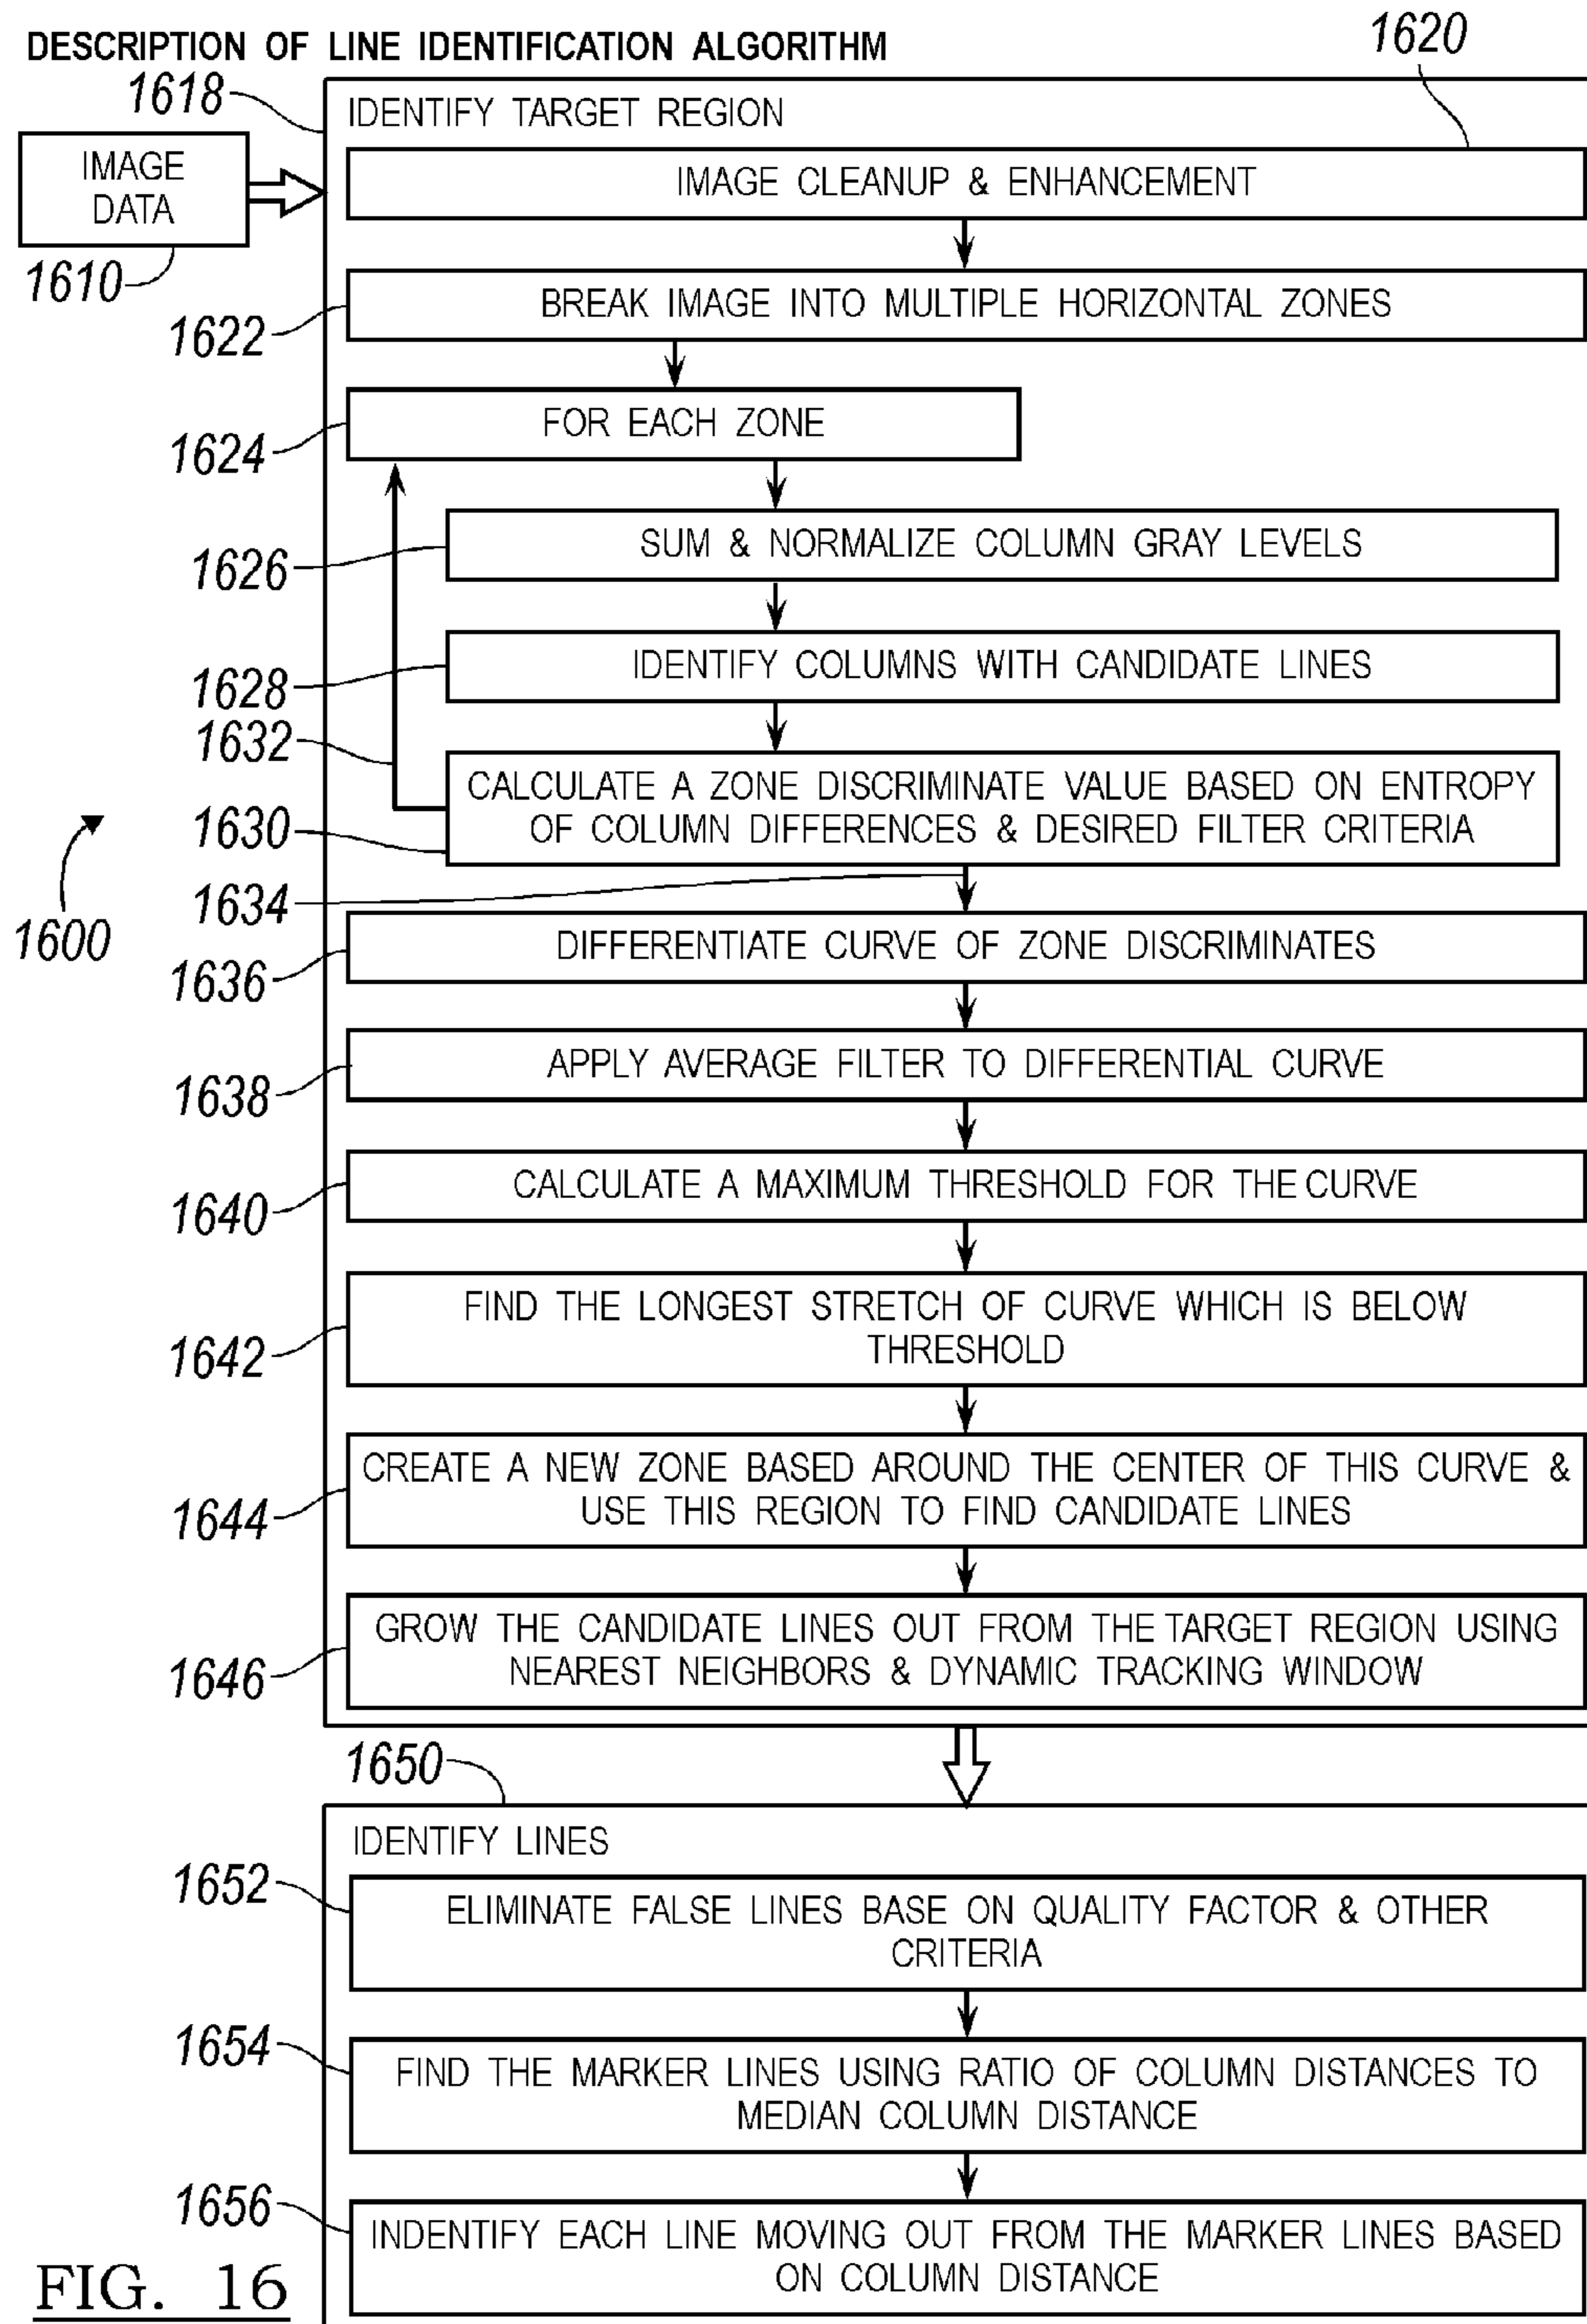 DESCRIPTION OF LINE IDENTIFICATION ALGORITHM
1620
1618
IDENTIFY TARGET REGION
IMAGE
DATA
1610
IMAGE CLEANUP & ENHANCEMENT
1622
BREAK IMAGE INTO MULTIPLE HORIZONTAL ZONES
1624
FOR EACH ZONE
1626
SUM & NORMALIZE COLUMN GRAY LEVELS
1628
IDENTIFY COLUMNS WITH CANDIDATE LINES
1632
1630
CALCULATE A ZONE DISCRIMINATE VALUE BASED ON ENTROPY
OF COLUMN DIFFERENCES & DESIRED FILTER CRITERIA
1634
1600
1636
DIFFERENTIATE CURVE OF ZONE DISCRIMINATES
1638
APPLY AVERAGE FILTER TO DIFFERENTIAL CURVE
1640
CALCULATE A MAXIMUM THRESHOLD FOR THE CURVE
1642
FIND THE LONGEST STRETCH OF CURVE WHICH IS BELOW
THRESHOLD
1644
CREATE A NEW ZONE BASED AROUND THE CENTER OF THIS CURVE &
USE THIS REGION TO FIND CANDIDATE LINES
1646
GROW THE CANDIDATE LINES OUT FROM THE TARGET REGION USING
NEAREST NEIGHBORS & DYNAMIC TRACKING WINDOW
1650
IDENTIFY LINES
1652
ELIMINATE FALSE LINES BASE ON QUALITY FACTOR & OTHER
CRITERIA
1654
FIND THE MARKER LINES USING RATIO OF COLUMN DISTANCES TO
MEDIAN COLUMN DISTANCE
1656
INDENTIFY EACH LINE MOVING OUT FROM THE MARKER LINES BASED
ON COLUMN DISTANCE
FIG. 16